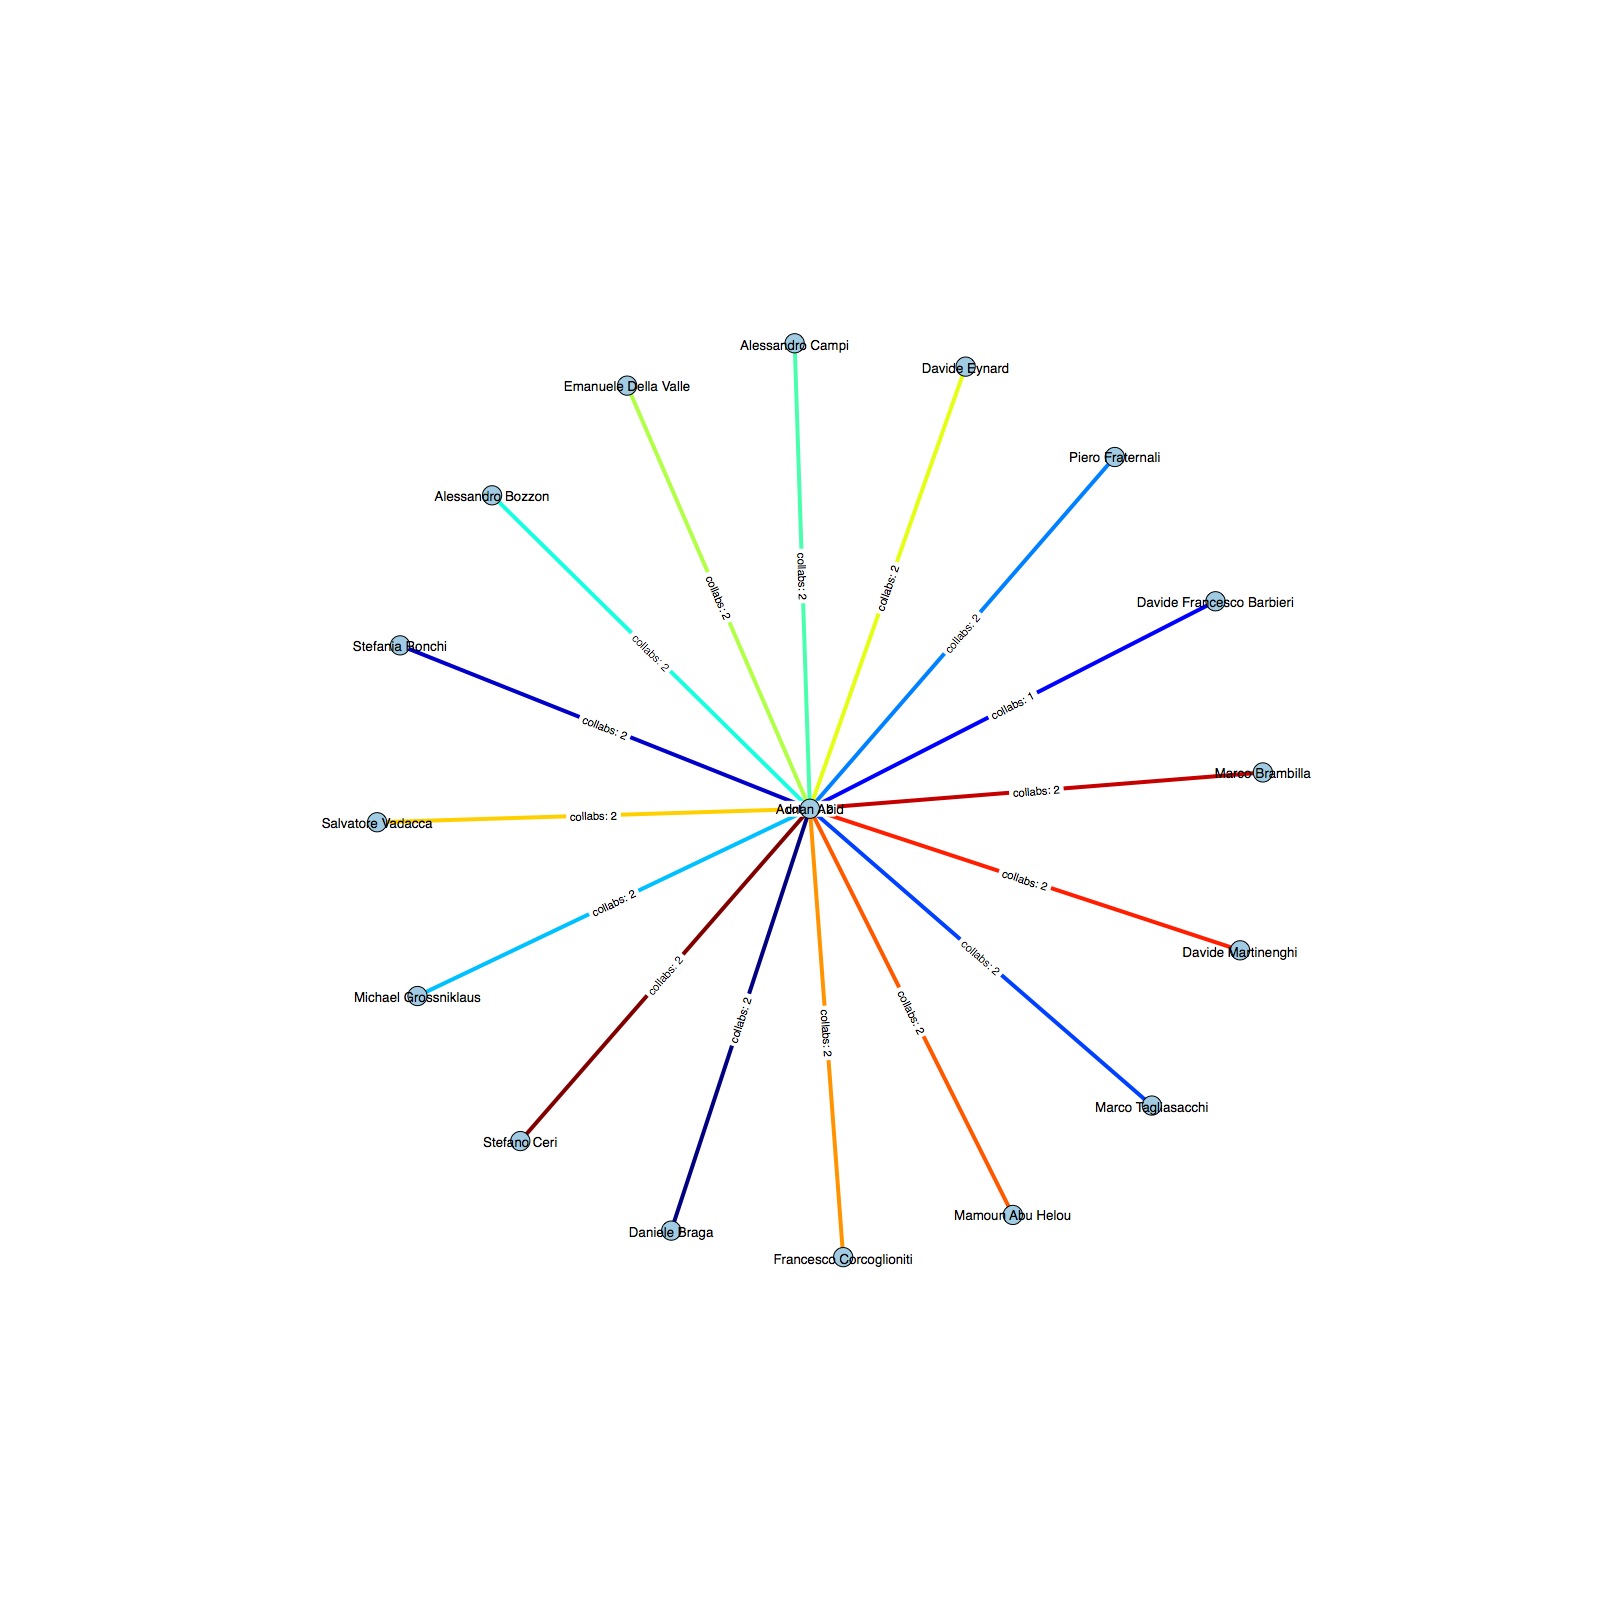 Alessandro Campi
Davide Eynard
Emanuele Della Valle
Piero Fraternali
Alessandro Bozzon
collabs: 2
collabs: 2
collabs: 2
Davide Francesco Barbieri
collabs: 2
Stefania Ronchi
collabs: 2
collabs: 1
collabs: 2
Marco Brambilla
collabs: 2
Adnan Abid
collabs: 2
Salvatore Vadacca
collabs: 2
collabs: 2
Davide Martinenghi
collabs: 2
collabs: 2
Michael Grossniklaus
collabs: 2
collabs: 2
collabs: 2
Marco Tagliasacchi
Stefano Ceri
Mamoun Abu Helou
Daniele Braga
Francesco Corcoglioniti